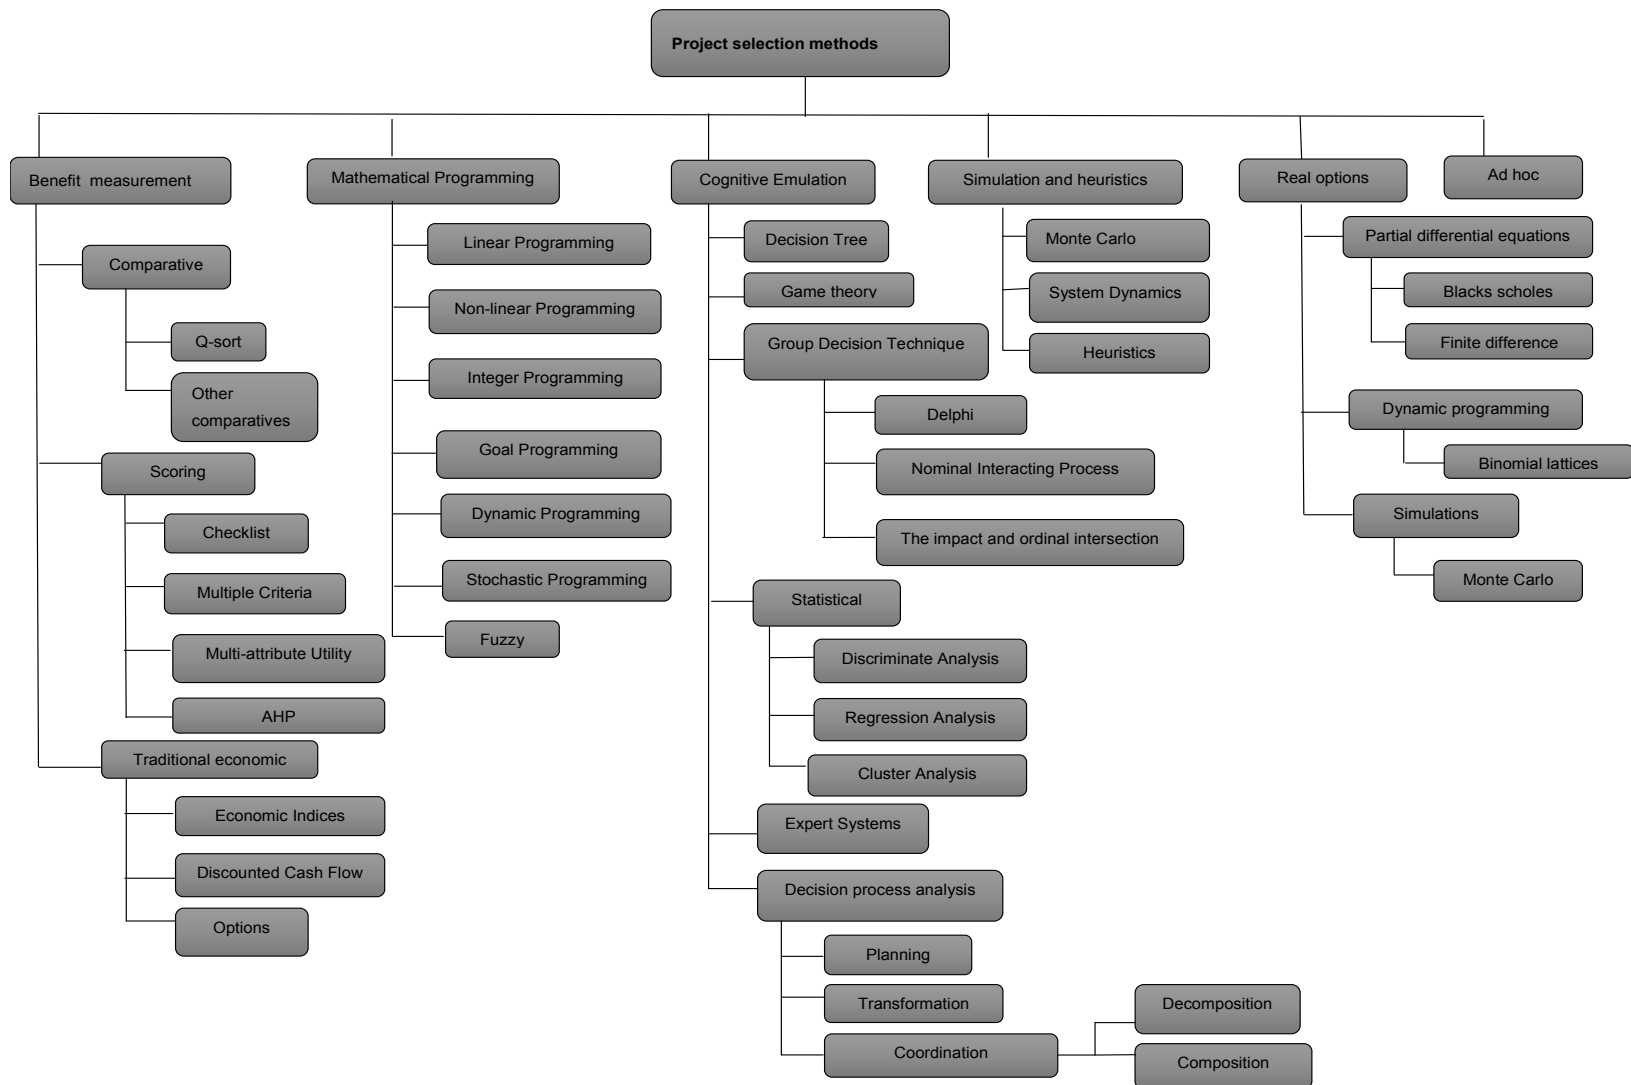 Project selection methods
Benefit measurement
Comparative
Q-sort
Other
comparatives
Scoring
Checklist
Multiple Criteria
Multi-attribute Utility
AHP
Traditional economic
Economic Indices
Discounted Cash Flow
Options
Mathematical Programming
Linear Programming
Non-linear Programming
Integer Programming
Goal Programming
Dynamic Programming
Stochastic Programming
Fuzzy
Cognitive Emulation
Decision Tree
Game theory
Group Decision Technique
Delphi
Nominal Interacting Process
The impact and ordinal intersection
Statistical
Discriminate Analysis
Regression Analysis
Cluster Analysis
Expert Systems
Decision process analysis
Planning
Transformation
Coordination
Decomposition
Composition
Simulation and heuristics
Monte Carlo
System Dynamics
Heuristics
Real options
Partial differential equations
Blacks scholes
Finite difference
Dynamic programming
Binomial lattices
Simulations
Monte Carlo
Ad hoc